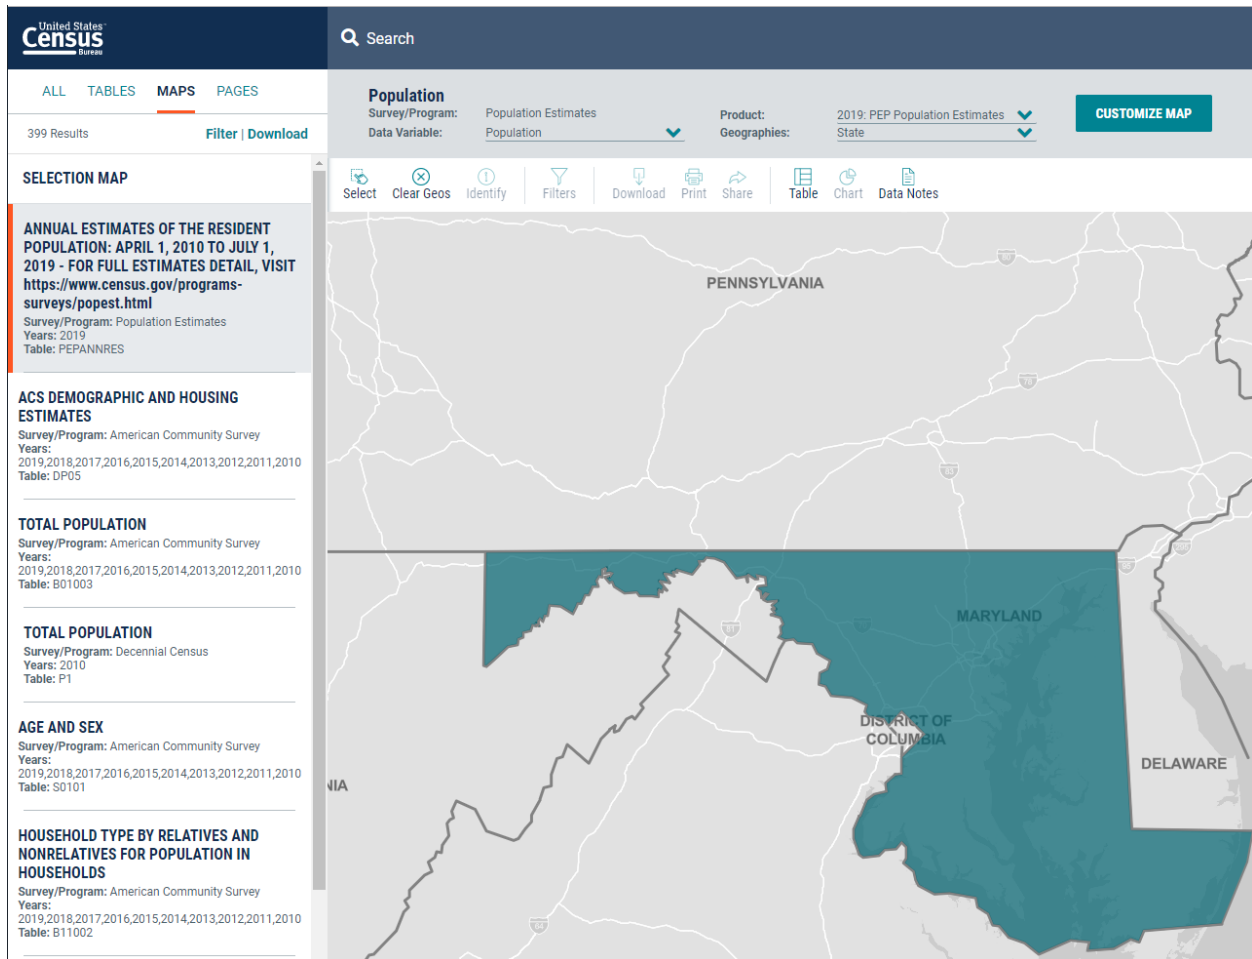 United States
Census
Bureau
Search
ALL TABLES MAPS PAGES
399 Results Filter | Download
SELECTION MAP
ANNUAL ESTIMATES OF THE RESIDENT
POPULATION: APRIL 1, 2010 TO JULY 1,
2019 - FOR FULL ESTIMATES DETAIL, VISIT
https://www.census.gov/programs-
surveys/popest.html
Survey/Program: Population Estimates
Years: 2019
Table: PEPANNRES
ACS DEMOGRAPHIC AND HOUSING
ESTIMATES
Survey/Program: American Community Survey
Years:
2019,2018,2017,2016,2015,2014,2013,2012,2011,2010
Table: DP05
TOTAL POPULATION
Survey/Program: American Community Survey
Years:
2019,2018,2017,2016,2015,2014,2013,2012,2011,2010
Table: B01003
TOTAL POPULATION
Survey/Program: Decennial Census
Years: 2010
Table: P1
AGE AND SEX
Survey/Program: American Community Survey
Years:
2019,2018,2017,2016,2015,2014,2013,2012,2011,2010
Table: S0101
HOUSEHOLD TYPE BY RELATIVES AND
NONRELATIVES FOR POPULATION IN
HOUSEHOLDS
Survey/Program: American Community Survey
Years:
2019,2018,2017,2016,2015,2014,2013,2012,2011,2010
Table: B11002
Population
Survey/Program: Population Estimates Product: 2019: PEP Population Estimates
Data Variable: Population Geographies: State
CUSTOMIZE MAP
Select Clear Geos Identify Filters Download Print Share Table Chart Data Notes
PENNSYLVANIA
MARYLAND
81
DISTRICT OF
COLUMBIA
DELAWARE
NIA
64